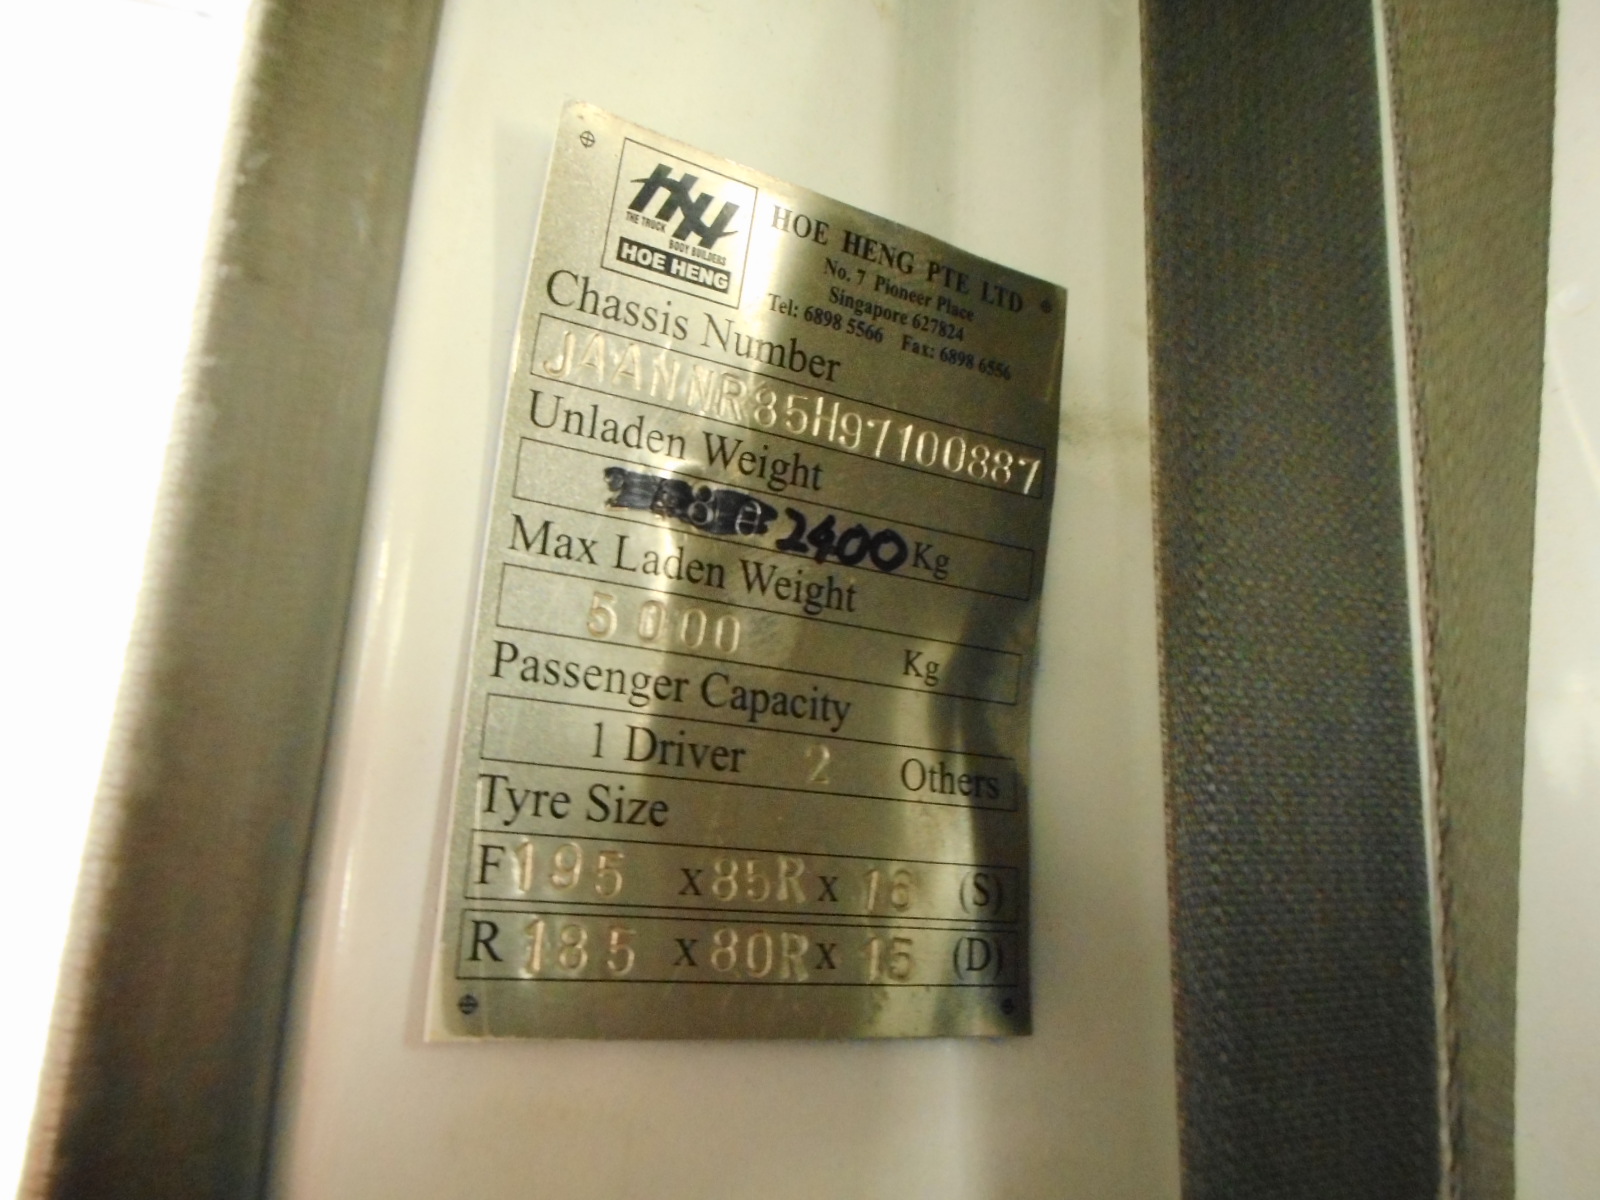 HH
THE TRUCK
BODY BUILDERS
HOE HENG
HOE HENG PTE LTD
No. 7 Pioneer Place
Singapore 627824
Tel: 6898 5566 Fax: 6898 6556
Chassis Number
JAANNR85H97100887
Unladen Weight
2400 Kg
Max Laden Weight
5000 Kg
Passenger Capacity
1 Driver 2 Others
Tyre Size
F 195 x 85R x 16 (S)
R 185 x 80R x 15 (D)